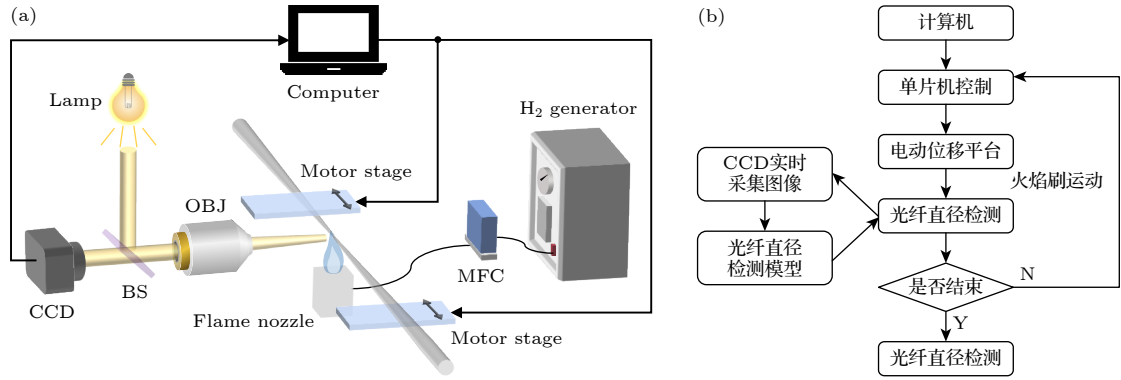 (a)
Computer
Lamp
H₂ generator
Motor stage
OBJ
MFC
BS
CCD
Flame nozzle
Motor stage
(b)
计算机
单片机控制
电动位移平台
火焰刷运动
CCD实时
采集图像
光纤直径检测
光纤直径
检测模型
是否结束
N
Y
光纤直径检测